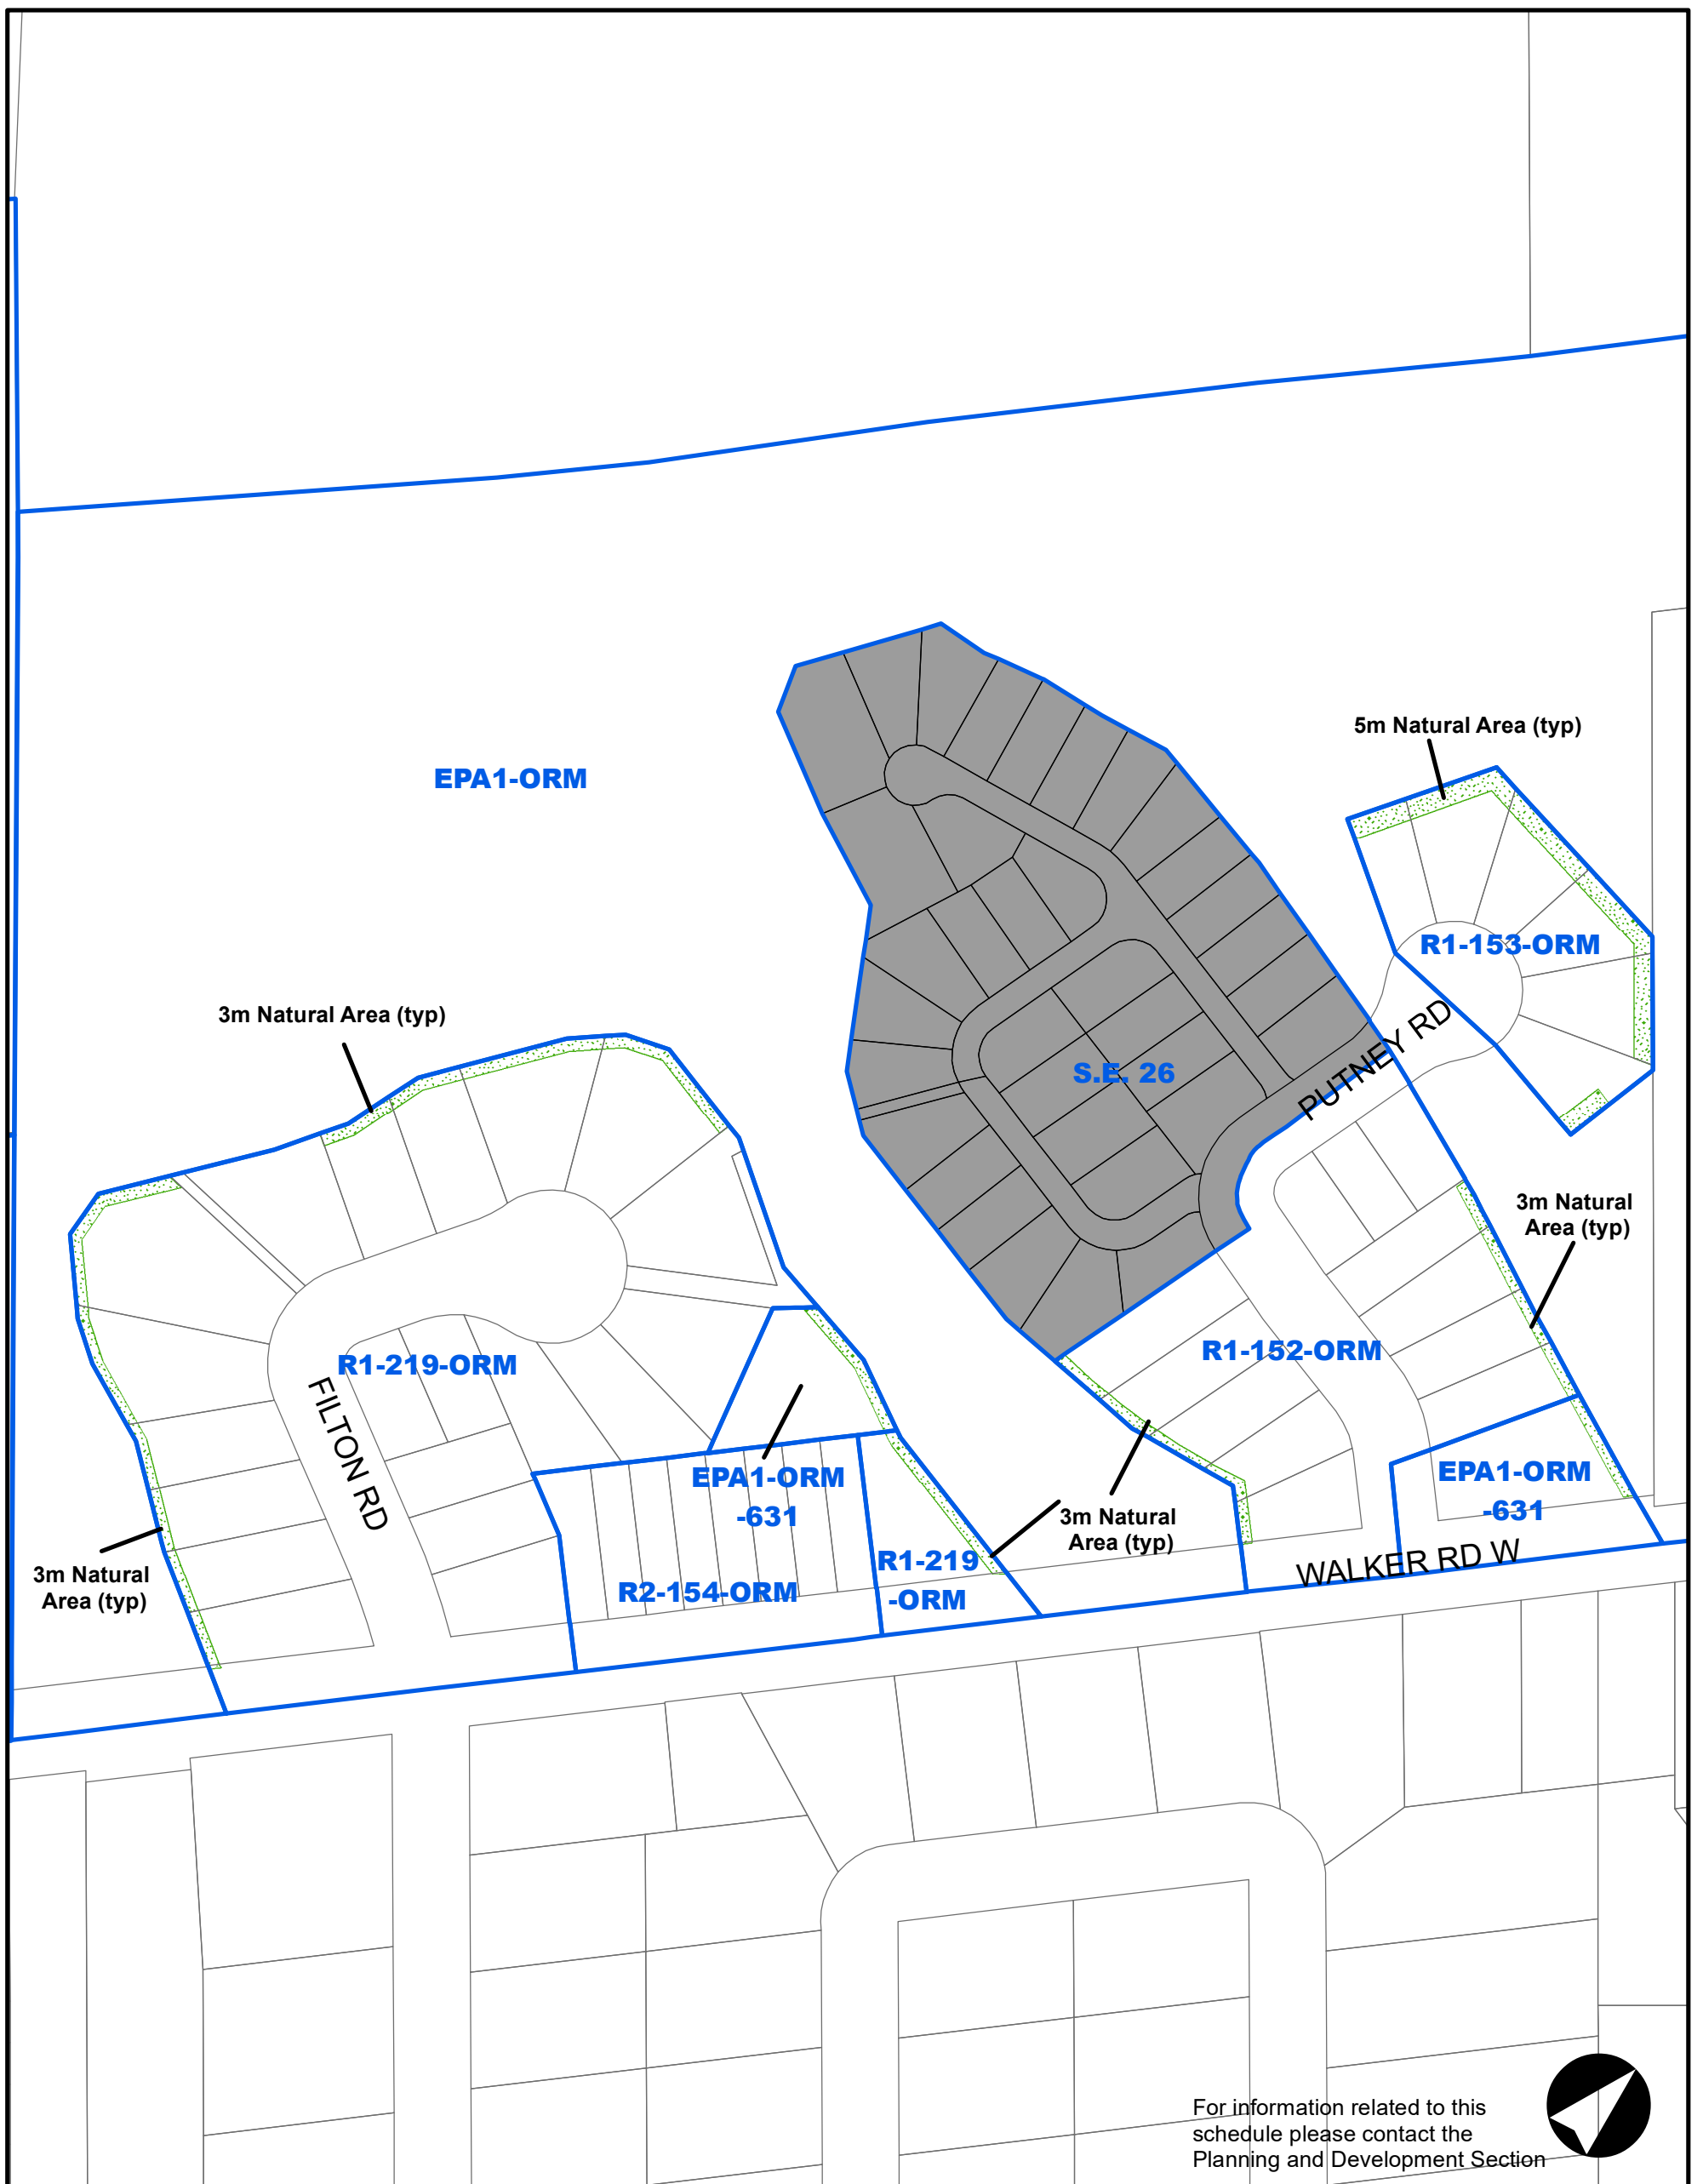 5m Natural Area (typ)
EPA1-ORM
R1-153-ORM
3m Natural Area (typ)
PUTNEY RD
S.E. 26
3m Natural
Area (typ)
R1-152-ORM
R1-219-ORM
FILTON RD
EPA1-ORM
-631
EPA1-ORM
-631
3m Natural
Area (typ)
WALKER RD W
R1-219
-ORM
3m Natural
Area (typ)
R2-154-ORM
For information related to this
schedule please contact the
Planning and Development Section